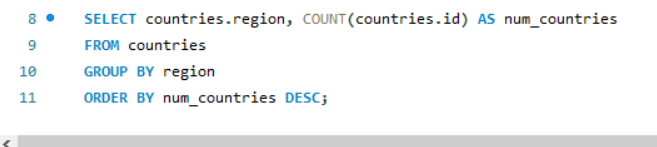 8 SELECT countries.region, COUNT(countries.id) AS num_countries
9 FROM countries
10 GROUP BY region
11 ORDER BY num_countries DESC;